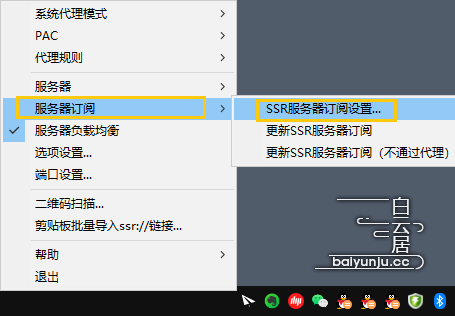 系统代理模式
PAC
代理规则
服务器
服务器订阅
服务器负载均衡
选项设置...
端口设置...
二维码扫描...
剪贴板批量导入ssr://链接...
帮助
退出
SSR服务器订阅设置...
更新SSR服务器订阅
更新SSR服务器订阅（不通过代理）
白云居
baiyunju.cc